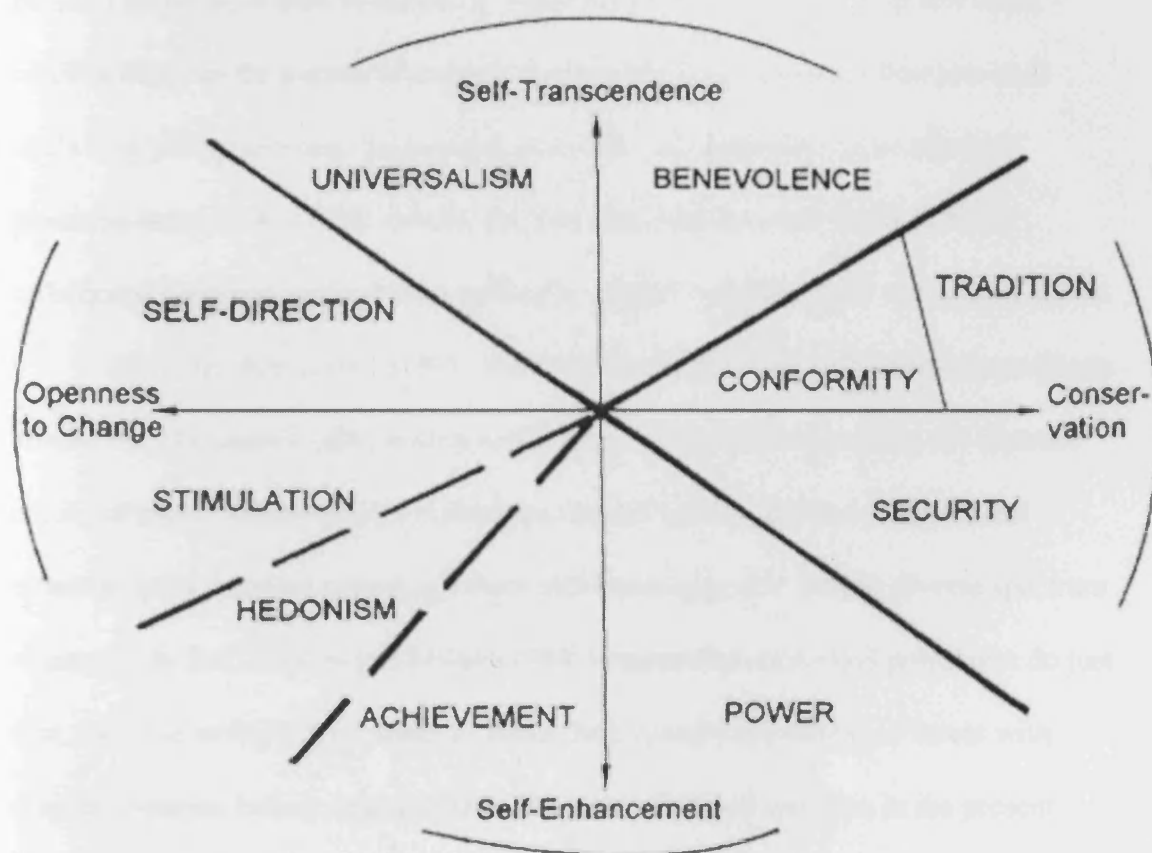 Self-Transcendence
UNIVERSALISM
BENEVOLENCE
TRADITION
SELF-DIRECTION
CONFORMITY
Openness
to Change
Conser-
vation
STIMULATION
SECURITY
HEDONISM
ACHIEVEMENT
POWER
Self-Enhancement